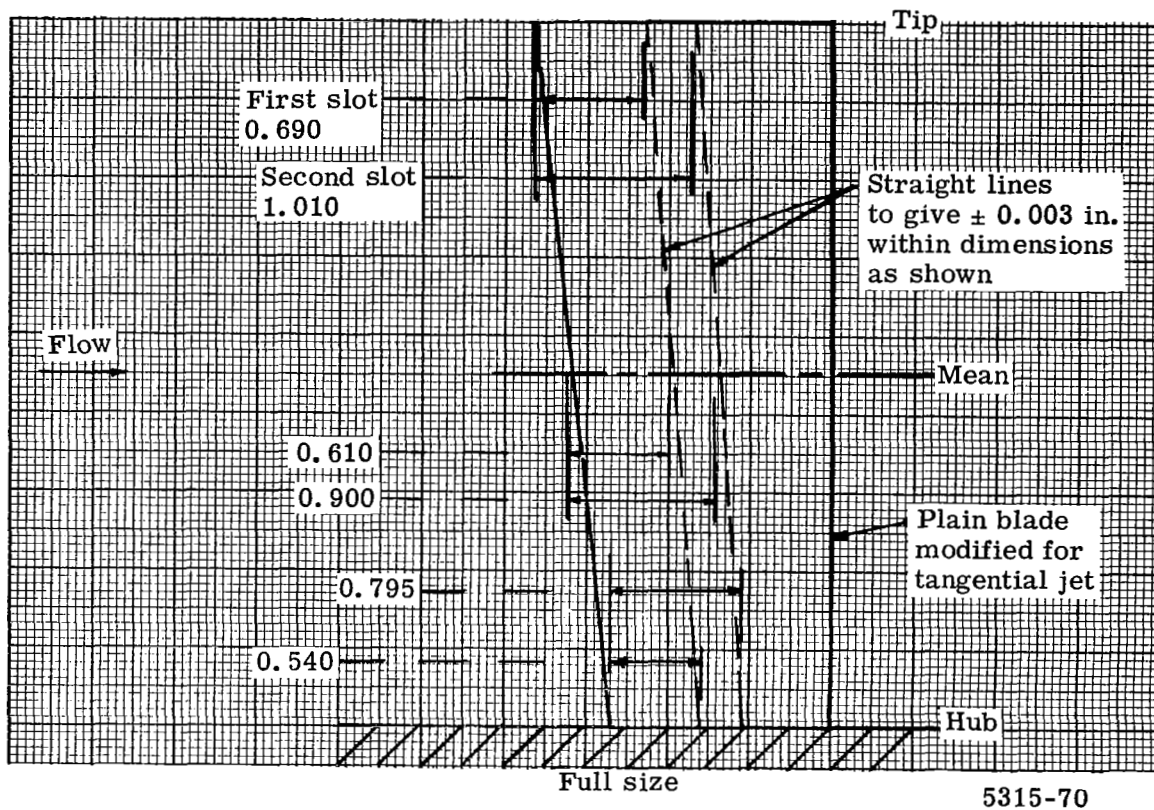 Tip
First slot
0.690
Second slot
1.010
Straight lines
to give ± 0.003 in.
within dimensions
as shown
Flow
Mean
0.610
0.900
Plain blade
modified for
tangential jet
0.795
0.540
Hub
Full size
5315-70